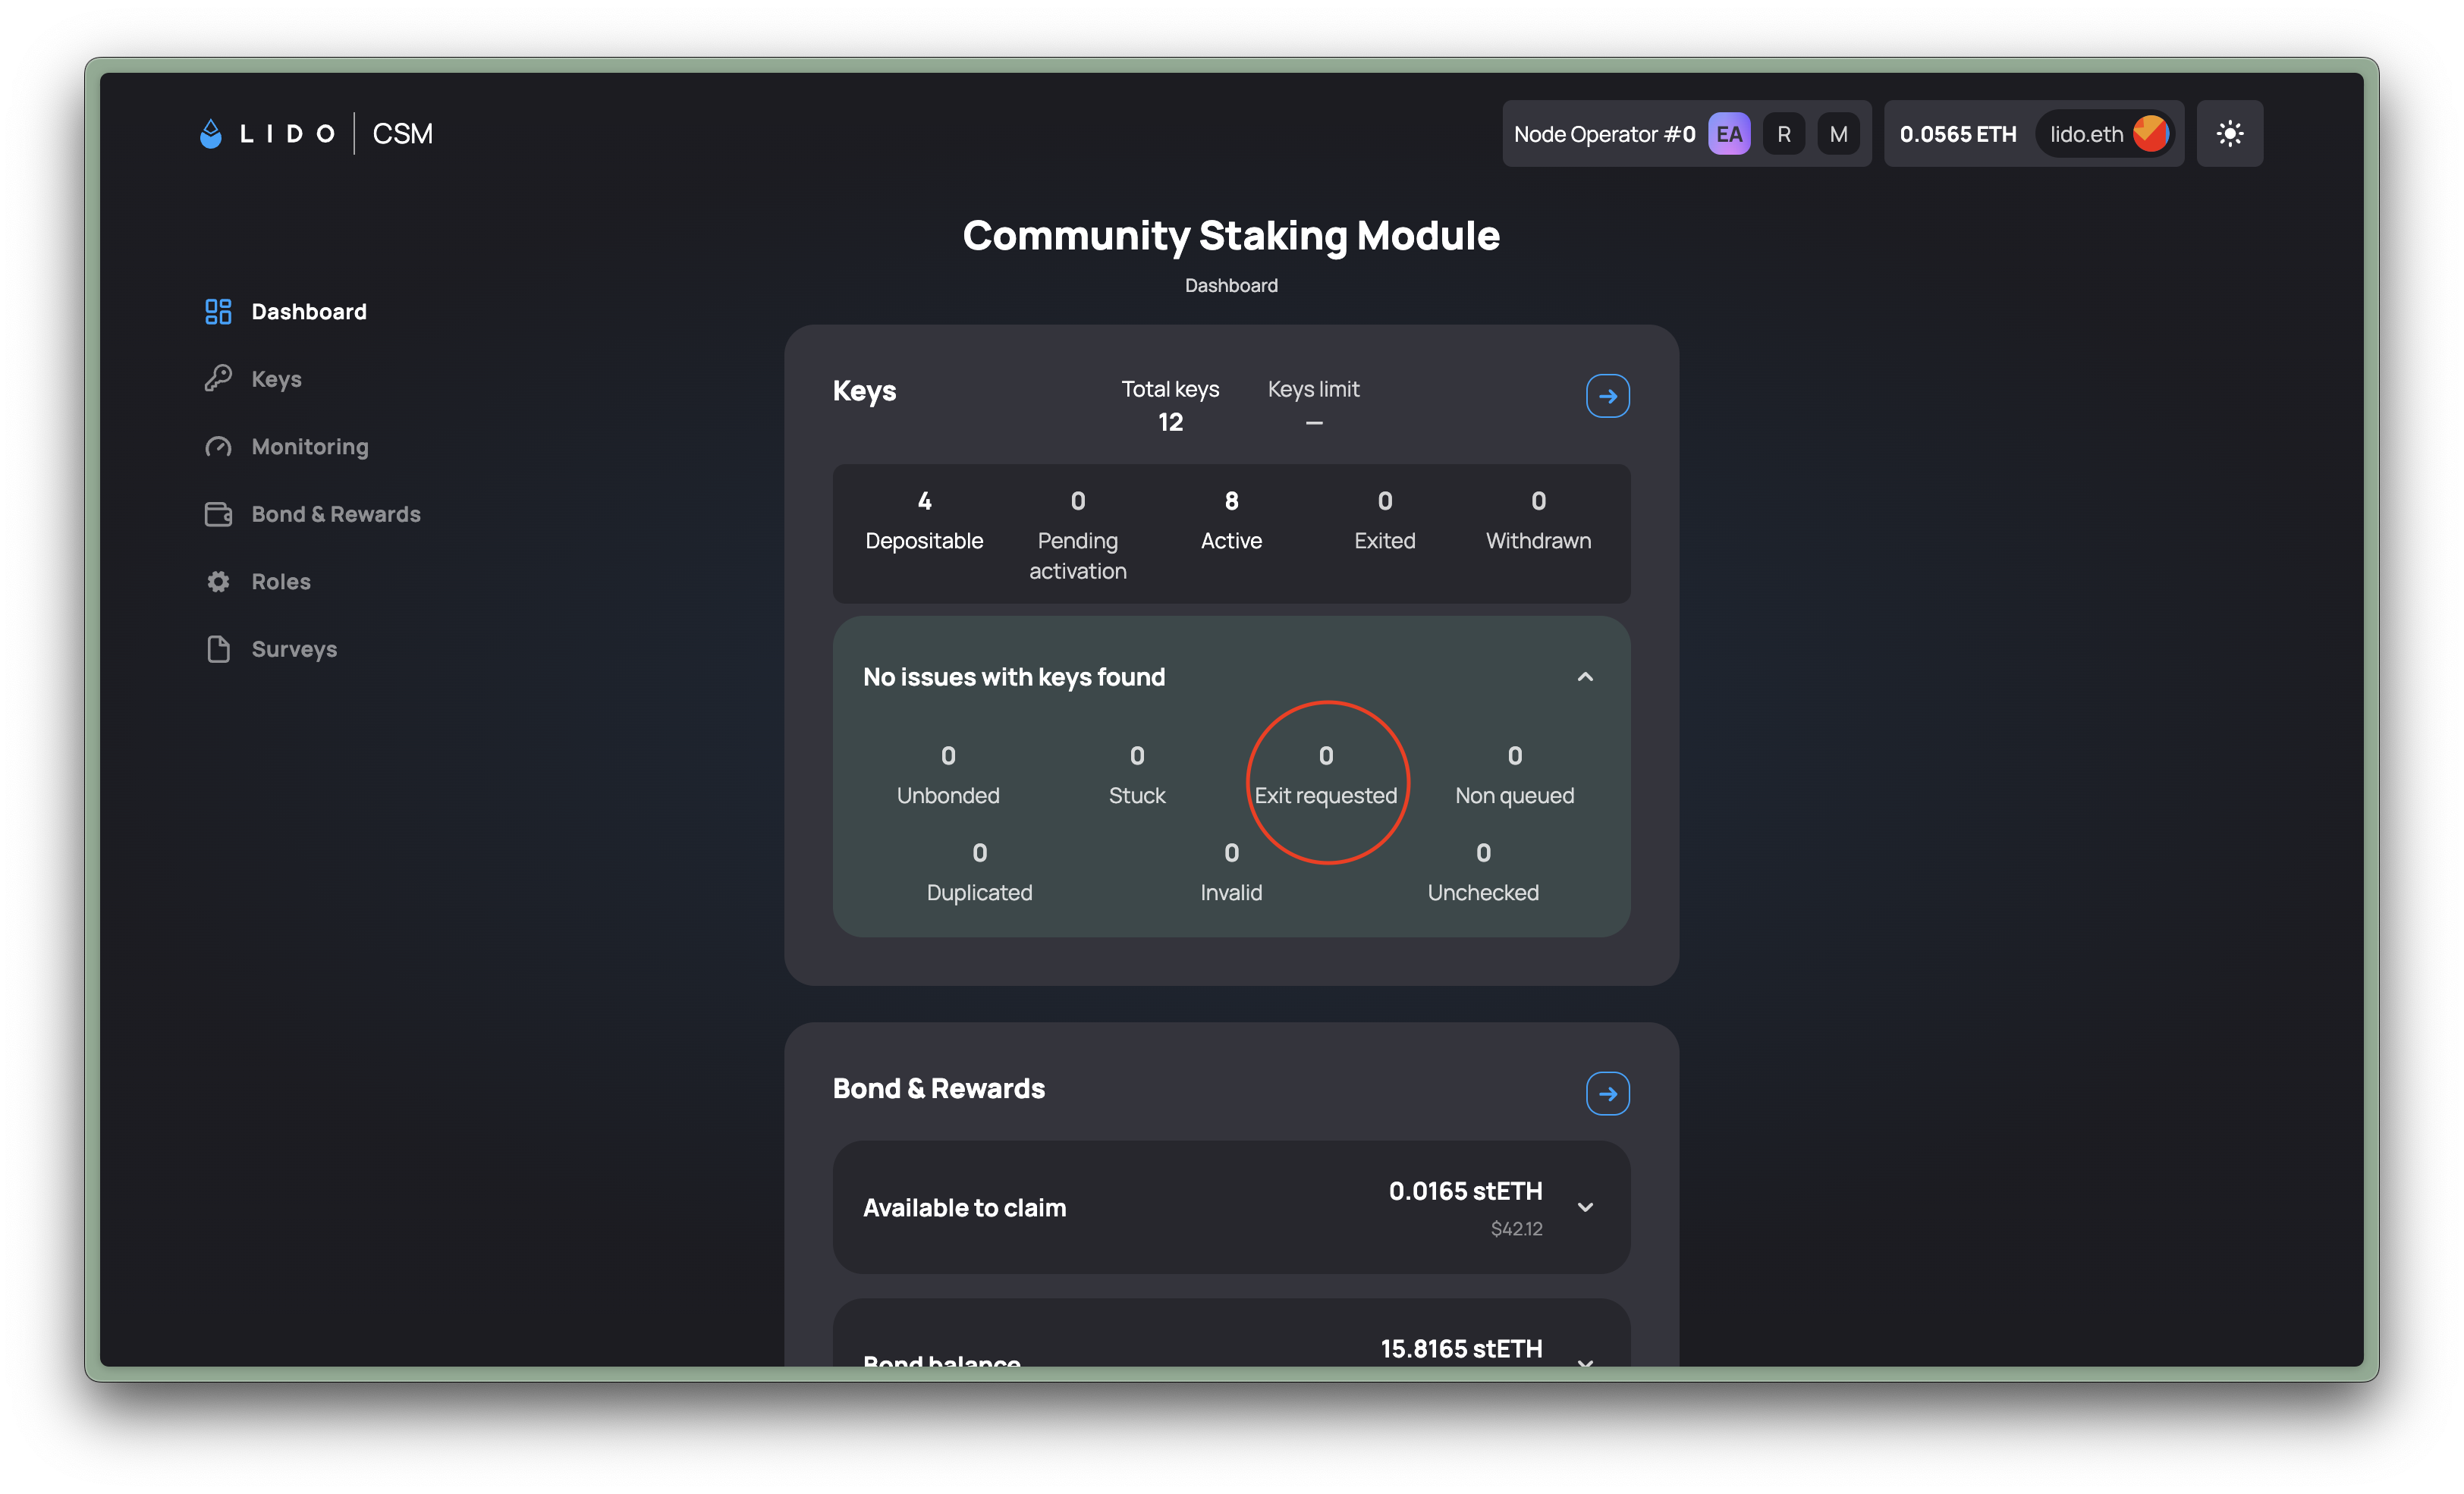 LIDO | CSM
Node Operator #0 EA R M
0.0565 ETH lido.eth
Community Staking Module
Dashboard
Dashboard
Keys
Monitoring
Bond & Rewards
Roles
Surveys
Keys
Total keys
12
Keys limit
—
4
Depositable
0
Pending
activation
8
Active
0
Exited
0
Withdrawn
No issues with keys found
0
Unbonded
0
Stuck
0
Exit requested
0
Non queued
0
Duplicated
0
Invalid
0
Unchecked
Bond & Rewards
Available to claim
0.0165 stETH
$42.12
Bond balance
15.8165 stETH